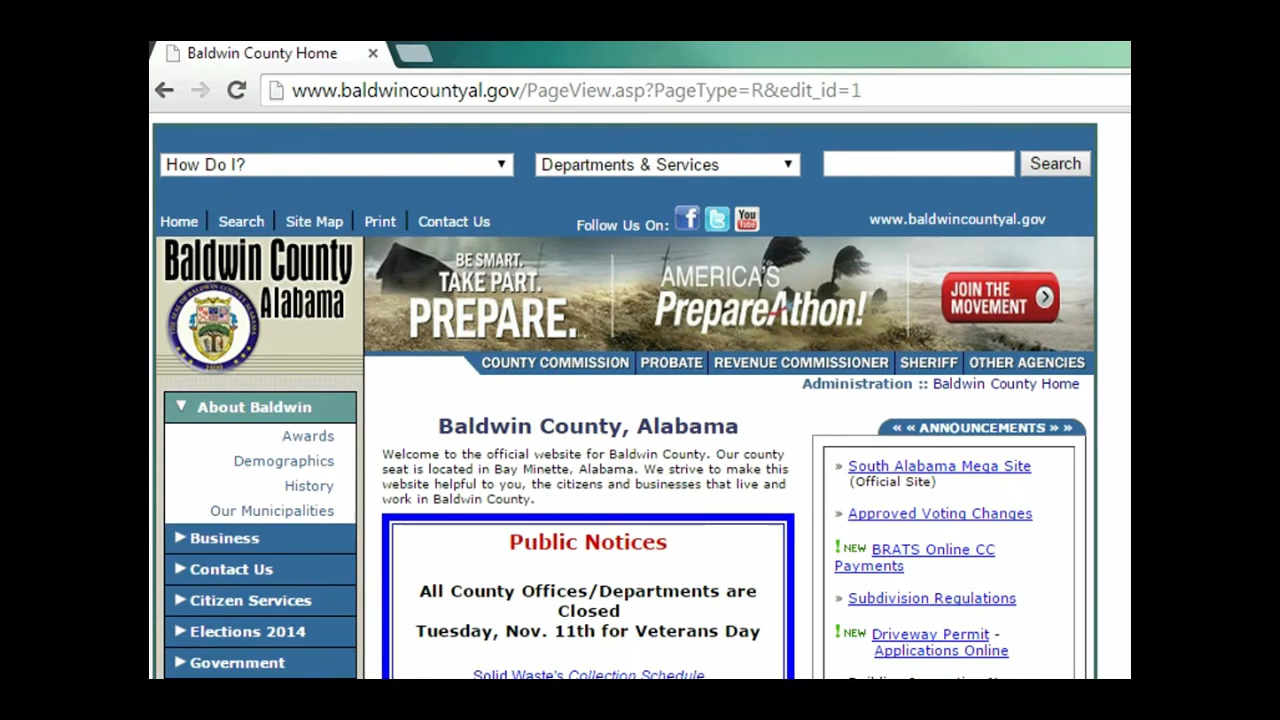 Baldwin County Home
www.baldwincountyal.gov/PageView.asp?PageType=R&edit_id=1
How Do I?
Departments & Services
Search
Home
Search
Site Map
Print
Contact Us
Follow Us On:
You
Tube
www.baldwincountyal.gov
Baldwin County
Alabama
BE SMART.
TAKE PART.
PREPARE.
AMERICA'S
PrepareAthon!
JOIN THE
MOVEMENT
COUNTY COMMISSION
PROBATE
REVENUE COMMISSIONER
SHERIFF
OTHER AGENCIES
Administration :: Baldwin County Home
About Baldwin
Awards
Demographics
History
Our Municipalities
Business
Contact Us
Citizen Services
Elections 2014
Government
Baldwin County, Alabama
Welcome to the official website for Baldwin County. Our county
seat is located in Bay Minette, Alabama. We strive to make this
website helpful to you, the citizens and businesses that live and
work in Baldwin County.
Public Notices
All County Offices/Departments are
Closed
Tuesday, Nov. 11th for Veterans Day
Solid Waste's Collection Schedule
« « ANNOUNCEMENTS » »
» South Alabama Mega Site
(Official Site)
» Approved Voting Changes
! NEW BRATS Online CC
Payments
» Subdivision Regulations
! NEW Driveway Permit -
Applications Online